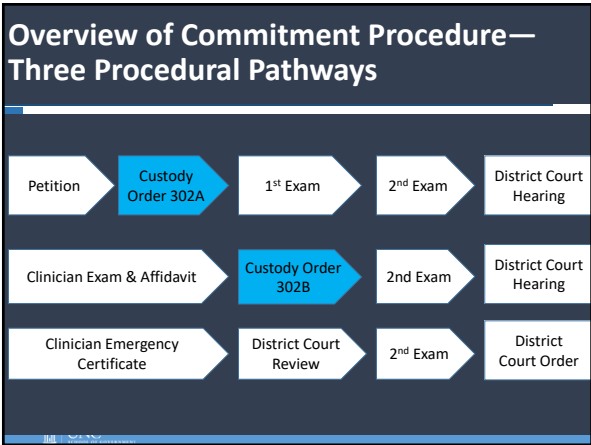 Overview of Commitment Procedure—
Three Procedural Pathways
Petition
Custody
Order 302A
1st Exam
2nd Exam
District Court
Hearing
Clinician Exam & Affidavit
Custody Order
302B
2nd Exam
District Court
Hearing
Clinician Emergency
Certificate
District Court
Review
2nd Exam
District
Court Order
UNC